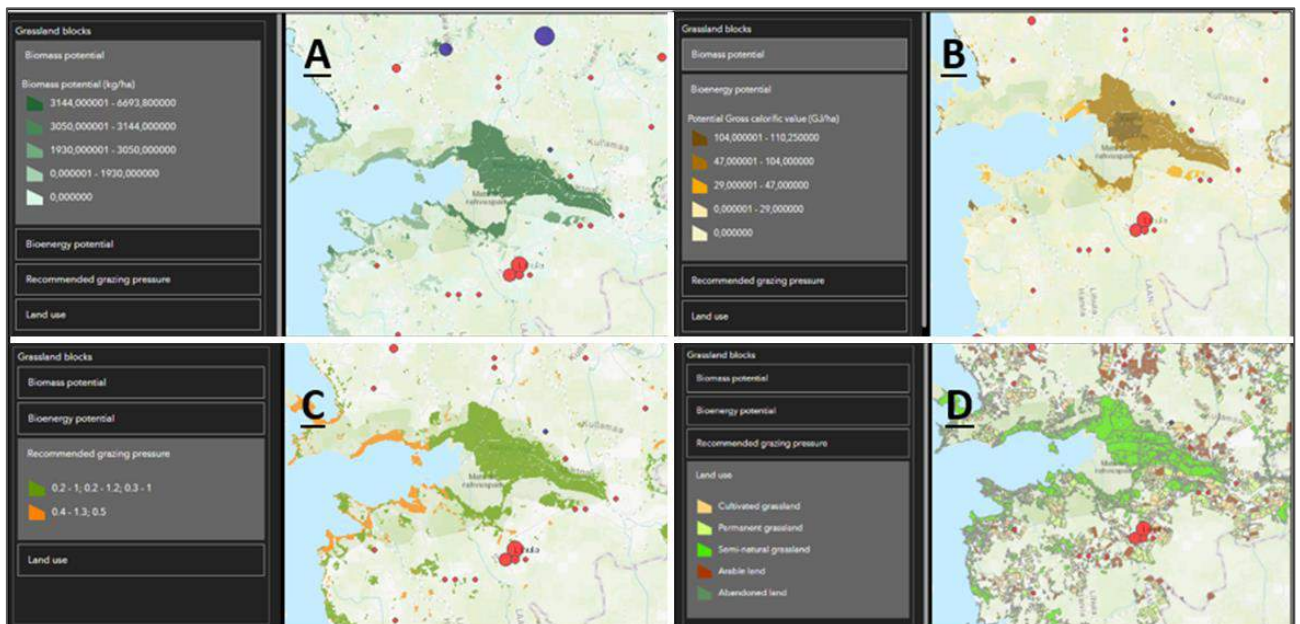 Grassland blocks
Biomass potential
Biomass potential (kg/ha)
3144,000001 - 6693,800000
3050,000001 - 3144,000000
1930,000001 - 3050,000000
0,000001 - 1930,000000
0,000000
Bioenergy potential
Recommended grazing pressure
Land use
A
Kullamaa
Grassland blocks
Biomass potential
Bioenergy potential
Potential Gross calorific value (GJ/ha)
104,000001 - 110,250000
47,000001 - 104,000000
29,000001 - 47,000000
0,000001 - 29,000000
0,000000
Recommended grazing pressure
Land use
B
Kullamaa
Grassland blocks
Biomass potential
Bioenergy potential
Recommended grazing pressure
0.2 - 1; 0.2 - 1.2; 0.3 - 1
0.4 - 1.3; 0.5
Land use
C
Kullamaa
Grassland blocks
Biomass potential
Bioenergy potential
Recommended grazing pressure
Land use
Cultivated grassland
Permanent grassland
Semi-natural grassland
Arable land
Abandoned land
D